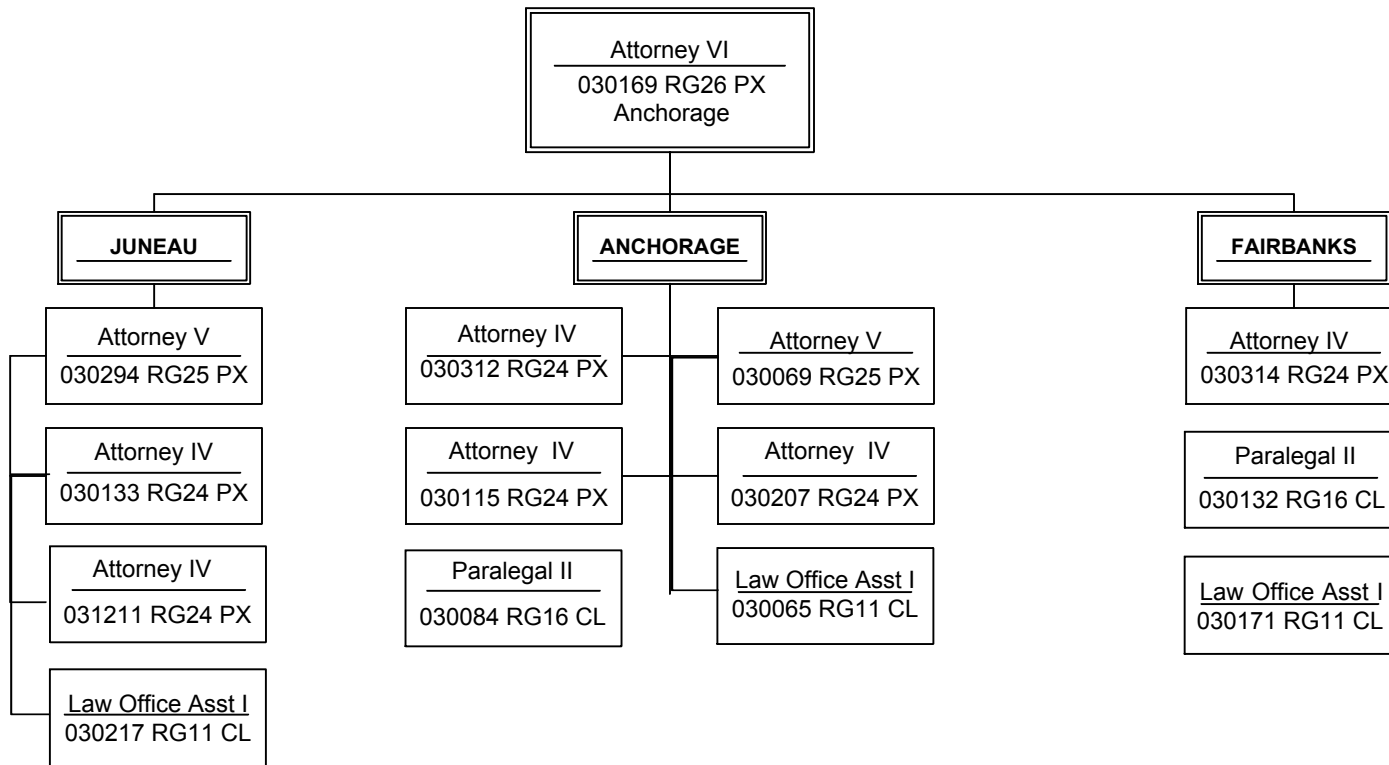 Attorney VI
030169 RG26 PX
Anchorage
JUNEAU
ANCHORAGE
FAIRBANKS
Attorney V
030294 RG25 PX
Attorney IV
030133 RG24 PX
Attorney IV
031211 RG24 PX
Law Office Asst I
030217 RG11 CL
Attorney IV
030312 RG24 PX
Attorney  IV
030115 RG24 PX
Paralegal II
030084 RG16 CL
Attorney V
030069 RG25 PX
Attorney  IV
030207 RG24 PX
Law Office Asst I
030065 RG11 CL
Attorney IV
030314 RG24 PX
Paralegal II
030132 RG16 CL
Law Office Asst I
030171 RG11 CL